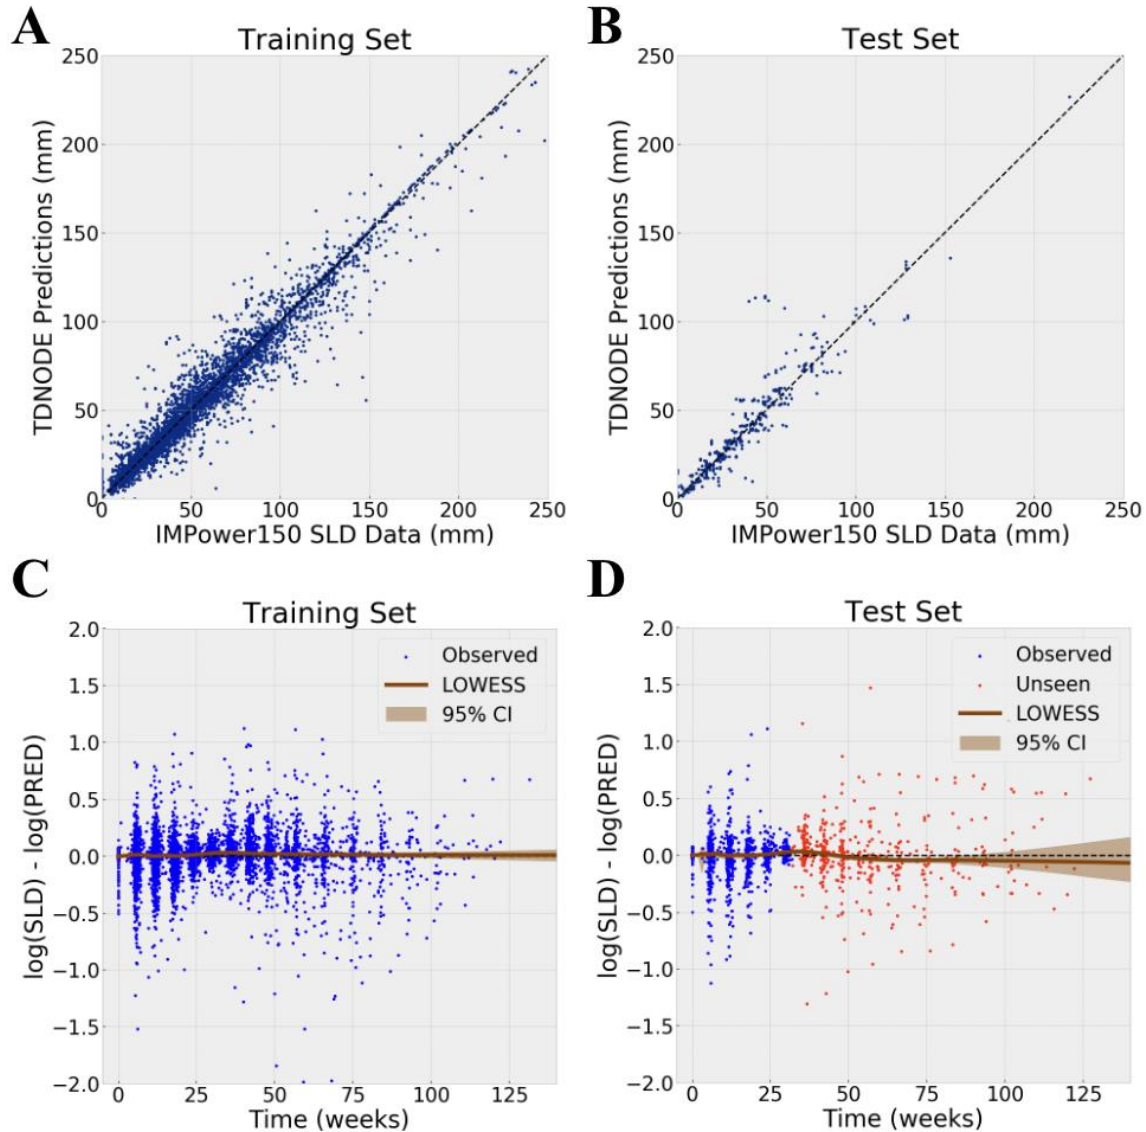 A
Training Set
TDNODE Predictions (mm)
250
200
150
100
50
0
0 50 100 150 200 250
IMPower150 SLD Data (mm)
B
Test Set
TDNODE Predictions (mm)
250
200
150
100
50
0
0 50 100 150 200 250
IMPower150 SLD Data (mm)
C
Training Set
log(SLD) - log(PRED)
2.0
1.5
1.0
0.5
0.0
−0.5
−1.0
−1.5
−2.0
Observed
LOWESS
95% CI
0 25 50 75 100 125
Time (weeks)
D
Test Set
log(SLD) - log(PRED)
2.0
1.5
1.0
0.5
0.0
−0.5
−1.0
−1.5
−2.0
Observed
Unseen
LOWESS
95% CI
0 25 50 75 100 125
Time (weeks)